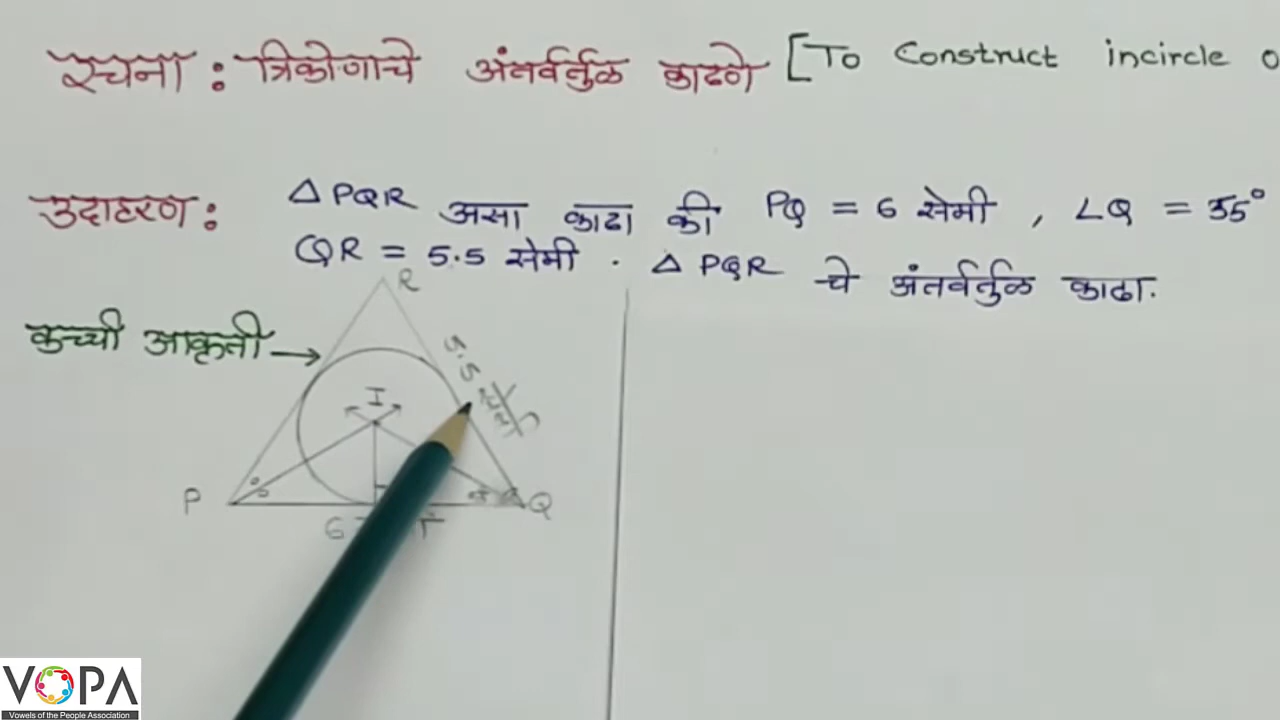 रचना : त्रिकोणाचे अंतर्वर्तुळ काढणे [To Construct incircle o
उदाहरण : △PQR असा काढा की PQ = 6 सेमी , ∠Q = 35°
QR = 5.5 सेमी . △PQR चे अंतर्वर्तुळ काढा.
कच्ची आकृती →
R
5.5 सेमी
I
P
Q
6
VOPA
Vowels of the People Association